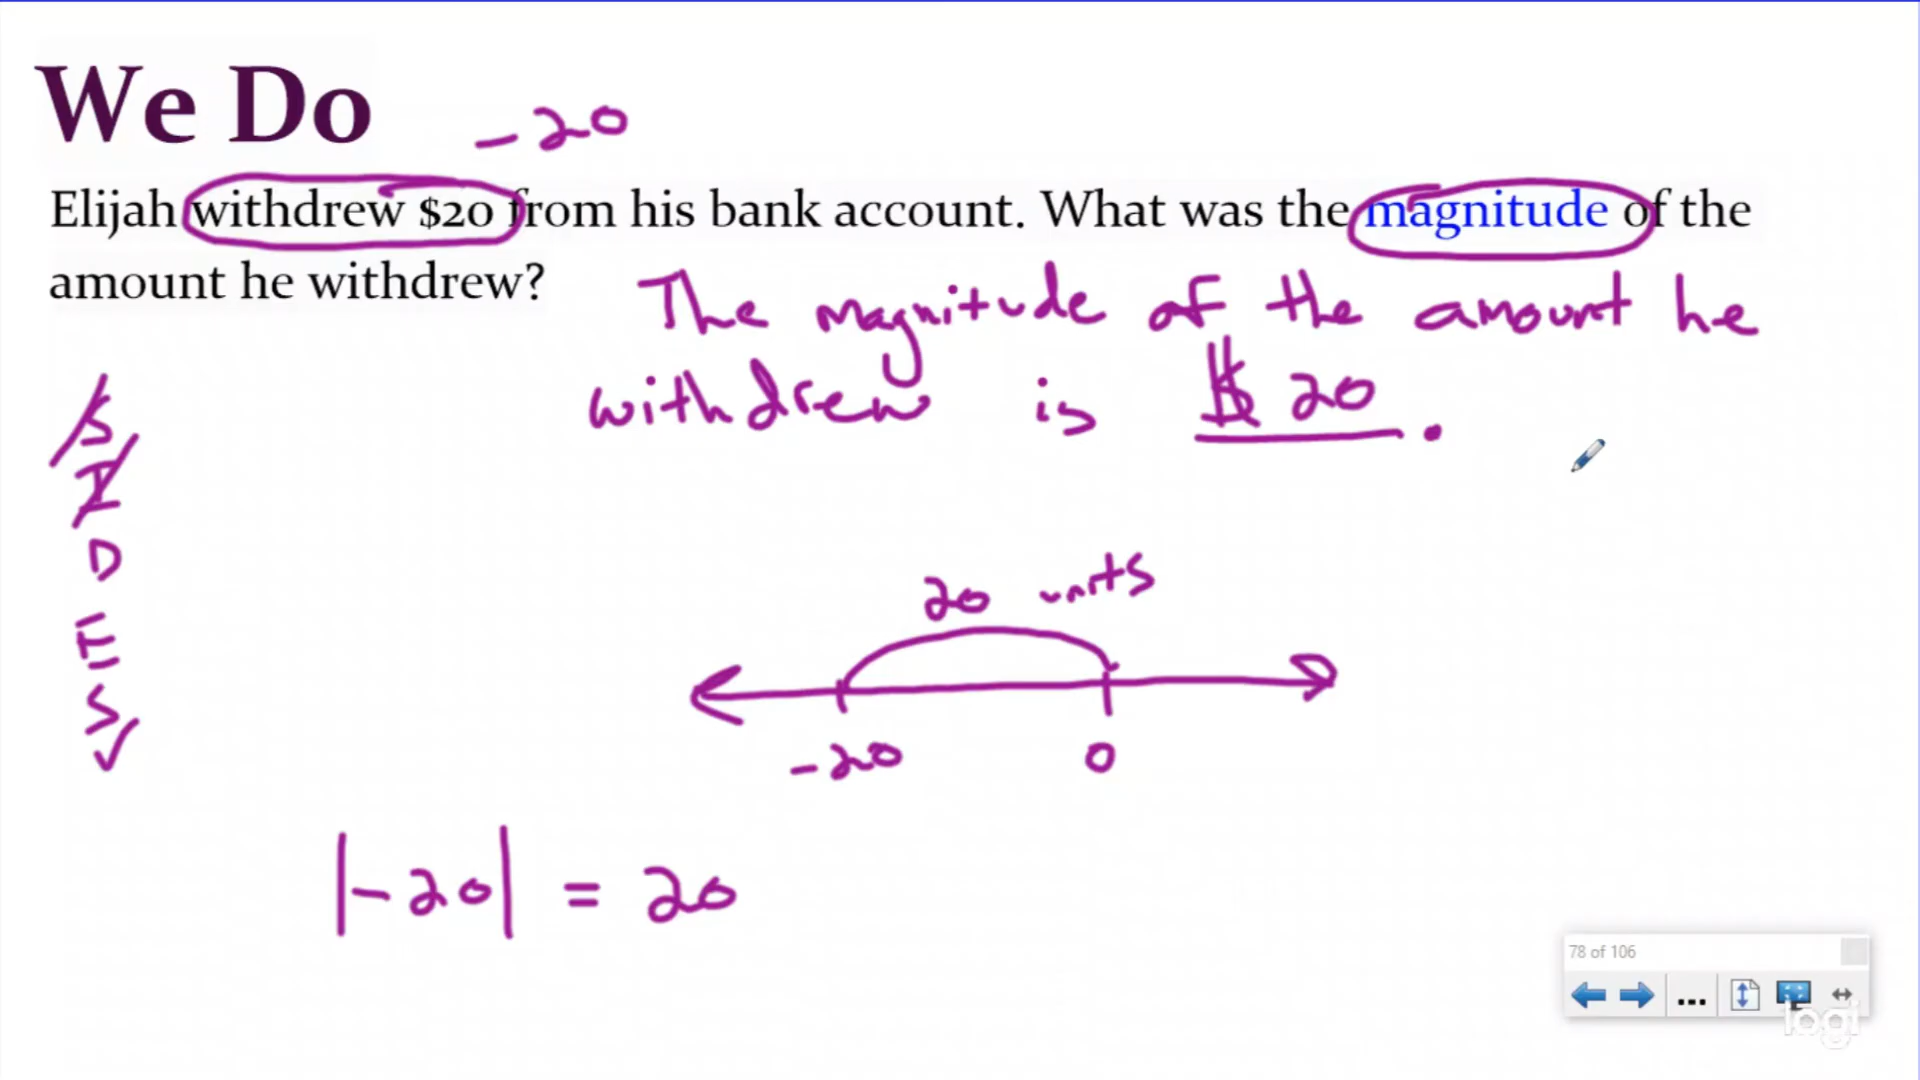 We Do
-20
Elijah withdrew $20 from his bank account. What was the magnitude of the
amount he withdrew?
The magnitude of the amount he
withdrew is $20.
S
I
D
E
S
20 units
-20 0
|-20| = 20
78 of 106
...
logi